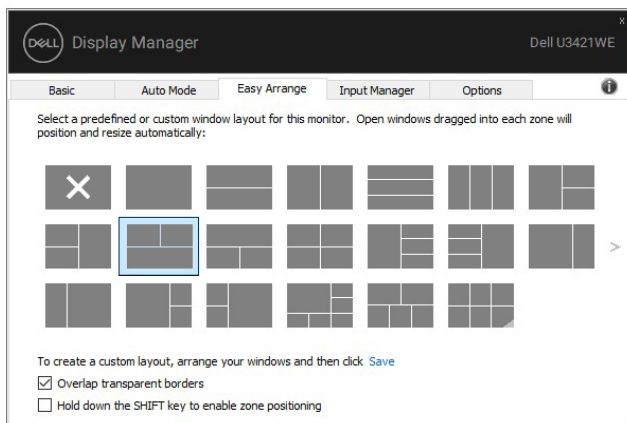 x
DELL Display Manager Dell U3421WE
Basic Auto Mode Easy Arrange Input Manager Options i
Select a predefined or custom window layout for this monitor. Open windows dragged into each zone will
position and resize automatically:
>
To create a custom layout, arrange your windows and then click Save
Overlap transparent borders
Hold down the SHIFT key to enable zone positioning